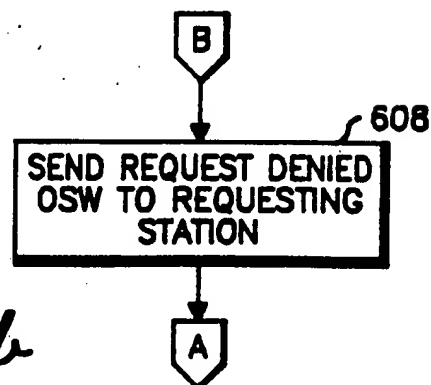 B
608
SEND REQUEST DENIED
OSW TO REQUESTING
STATION
A